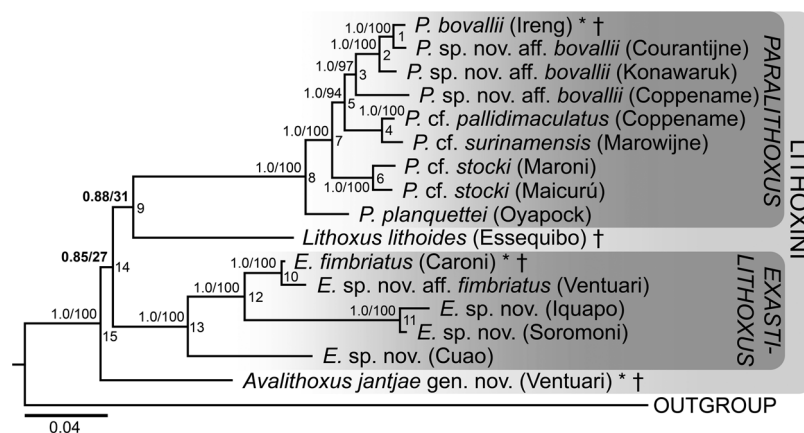 1.0/100 P. bovallii (Ireng) * †
1
1.0/100 P. sp. nov. aff. bovallii (Courantijne)
2
1.0/97 P. sp. nov. aff. bovallii (Konawaruk)
3
1.0/94 P. sp. nov. aff. bovallii (Coppename)
5
1.0/100 P. cf. pallidimaculatus (Coppename)
4
1.0/100 P. cf. surinamensis (Marowijne)
7
1.0/100 P. cf. stocki (Maroni)
8 6
1.0/100 P. cf. stocki (Maicurú)
P. planquettei (Oyapock)
PARALITHOXUS
0.88/31
9
Lithoxus lithoides (Essequibo) †
LITHOXINI
0.85/27
14
1.0/100 E. fimbriatus (Caroni) * †
10
1.0/100 E. sp. nov. aff. fimbriatus (Ventuari)
12
1.0/100 E. sp. nov. (Iquapo)
11
1.0/100 E. sp. nov. (Soromoni)
13
E. sp. nov. (Cuao)
EXASTI-
LITHOXUS
1.0/100
15
Avalithoxus jantjae gen. nov. (Ventuari) * †
OUTGROUP
0.04